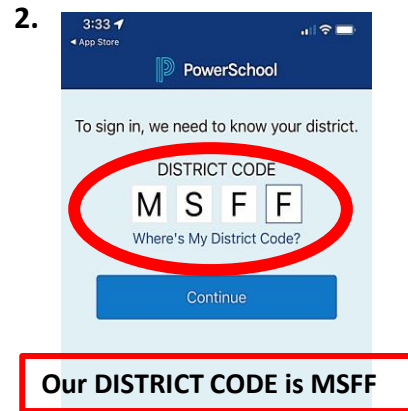 2.
3:33
◀ App Store
PowerSchool
To sign in, we need to know your district.
DISTRICT CODE
M S F F
Where's My District Code?
Continue
Our DISTRICT CODE is MSFF